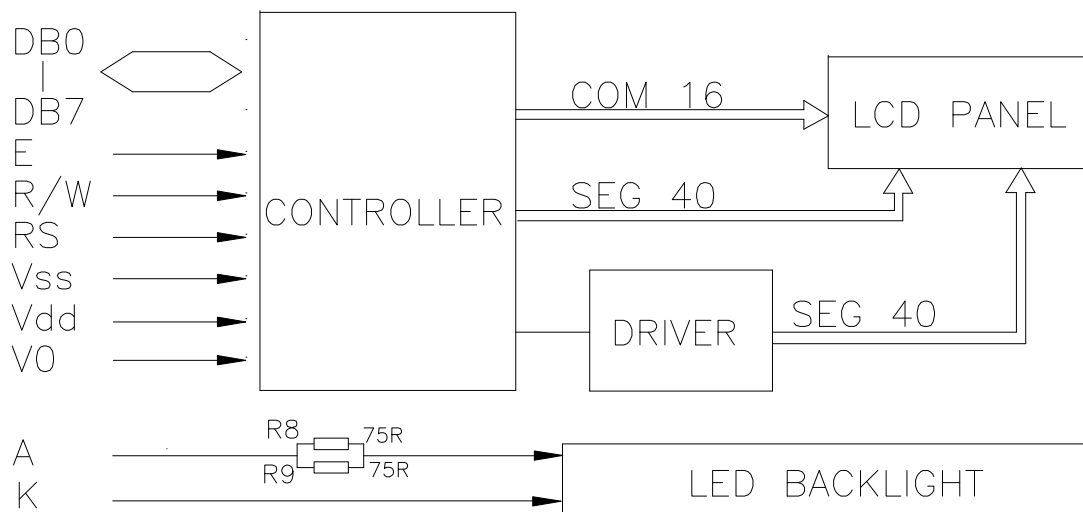 DB0
|
DB7
E
R/W
RS
Vss
Vdd
V0
CONTROLLER
COM 16
LCD PANEL
SEG 40
DRIVER
SEG 40
A
K
R8
75R
R9
75R
LED BACKLIGHT